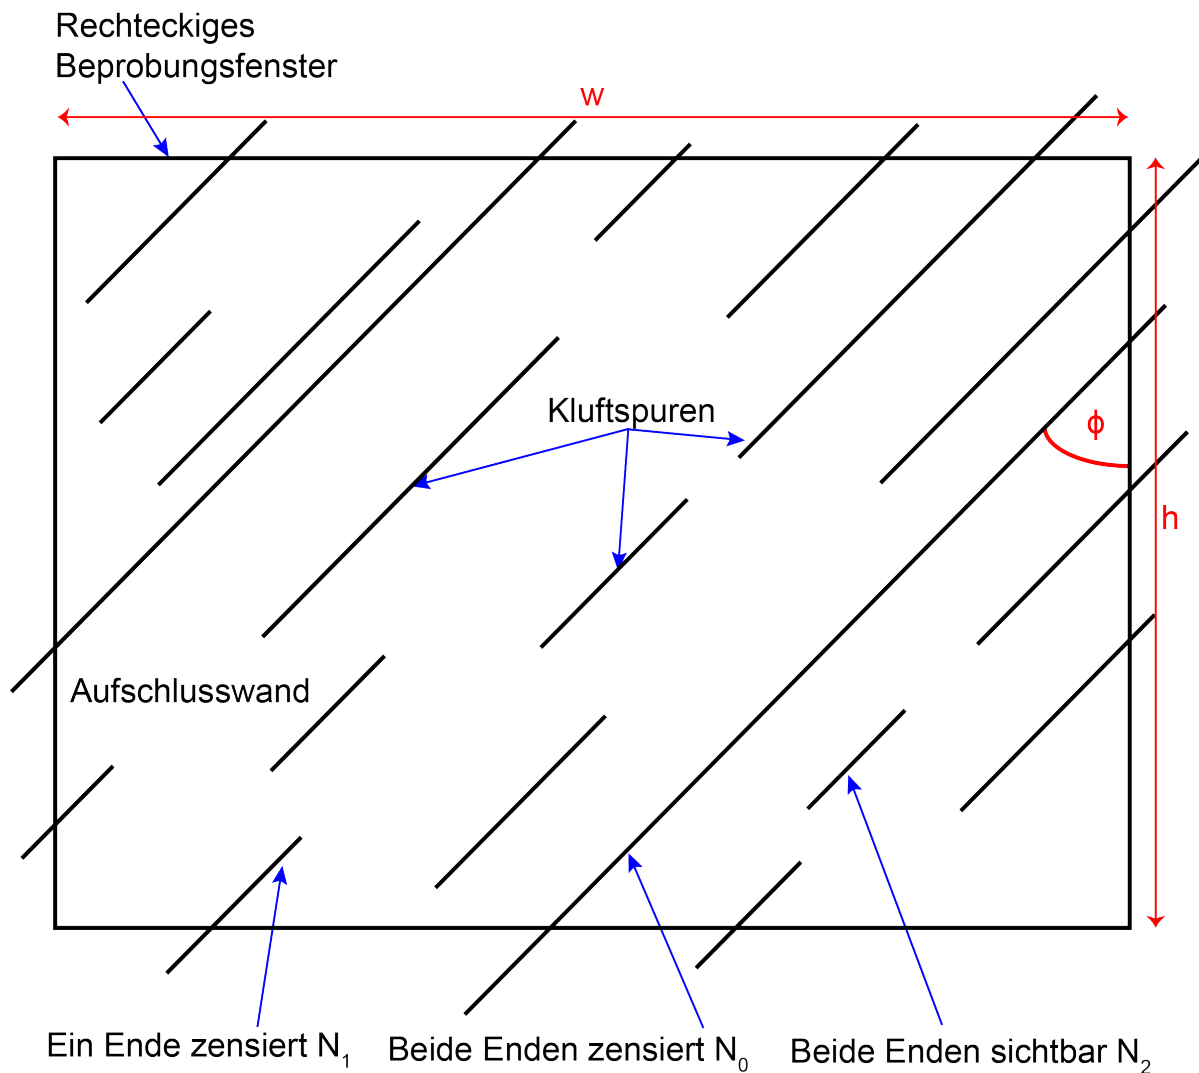 Rechteckiges
Beprobungsfenster
w
Kluftspuren
ϕ
h
Aufschlusswand
Ein Ende zensiert N₁
Beide Enden zensiert N₀
Beide Enden sichtbar N₂